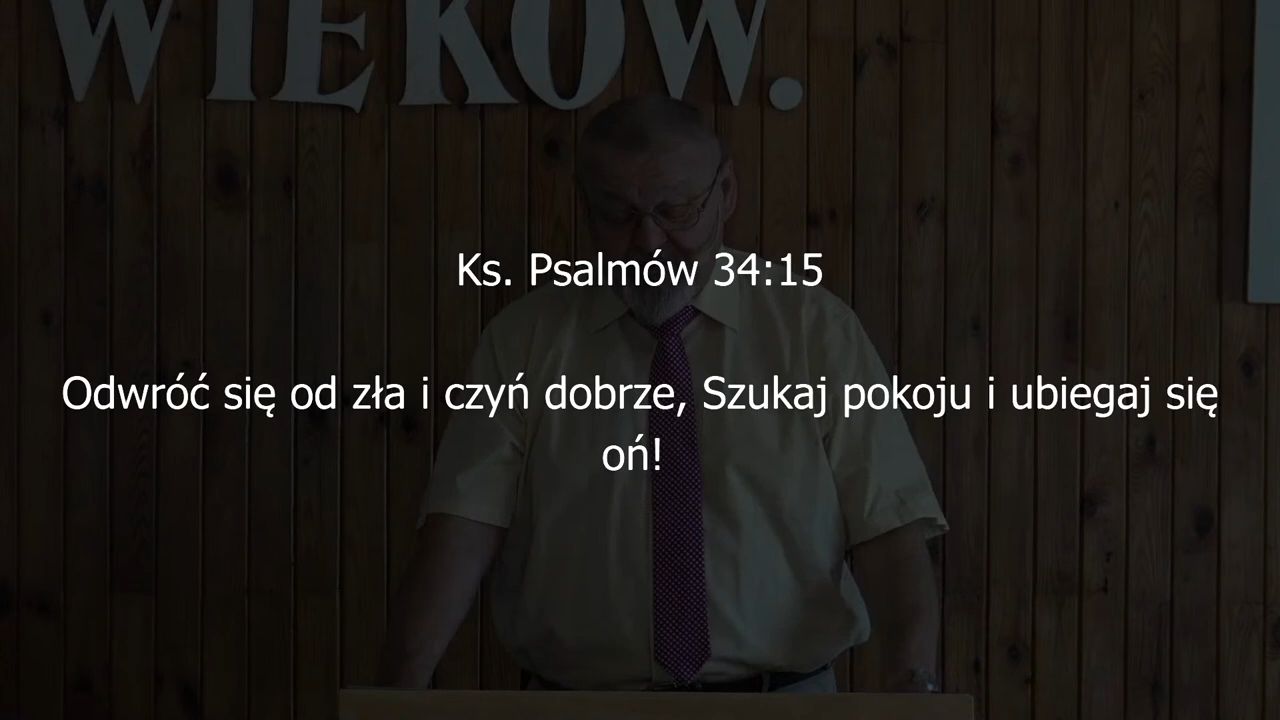 WIEKÓW.
Ks. Psalmów 34:15
Odwróć się od zła i czyń dobrze, Szukaj pokoju i ubiegaj się
oń!